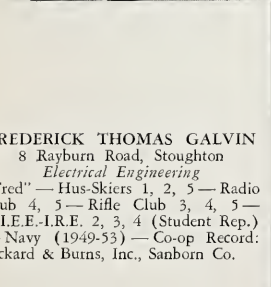 REDERICK THOMAS GALVIN
8 Rayburn Road, Stoughton
Electrical Engineering
red" — Hus-Skiers 1, 2, 5 — Radio
ub 4, 5 — Rifle Club 3, 4, 5 —
I.E.E.-I.R.E. 2, 3, 4 (Student Rep.)
Navy (1949-53) — Co-op Record:
ckard & Burns, Inc., Sanborn Co.